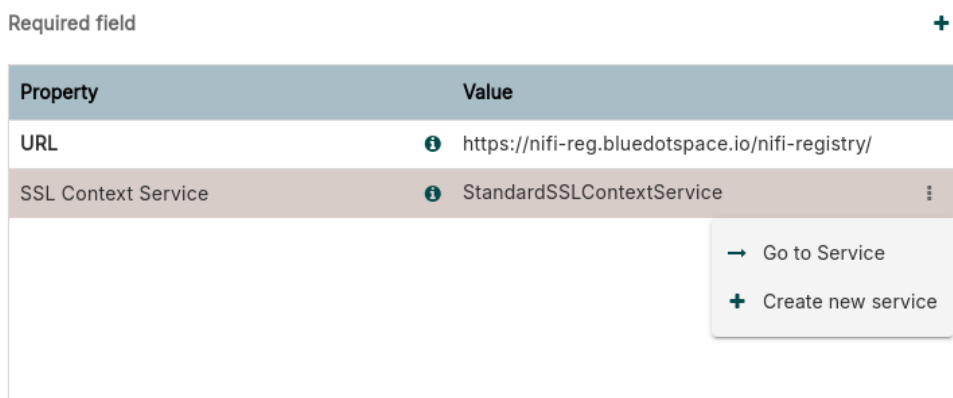 Required field
Property Value
URL https://nifi-reg.bluedotspace.io/nifi-registry/
SSL Context Service StandardSSLContextService
Go to Service
Create new service